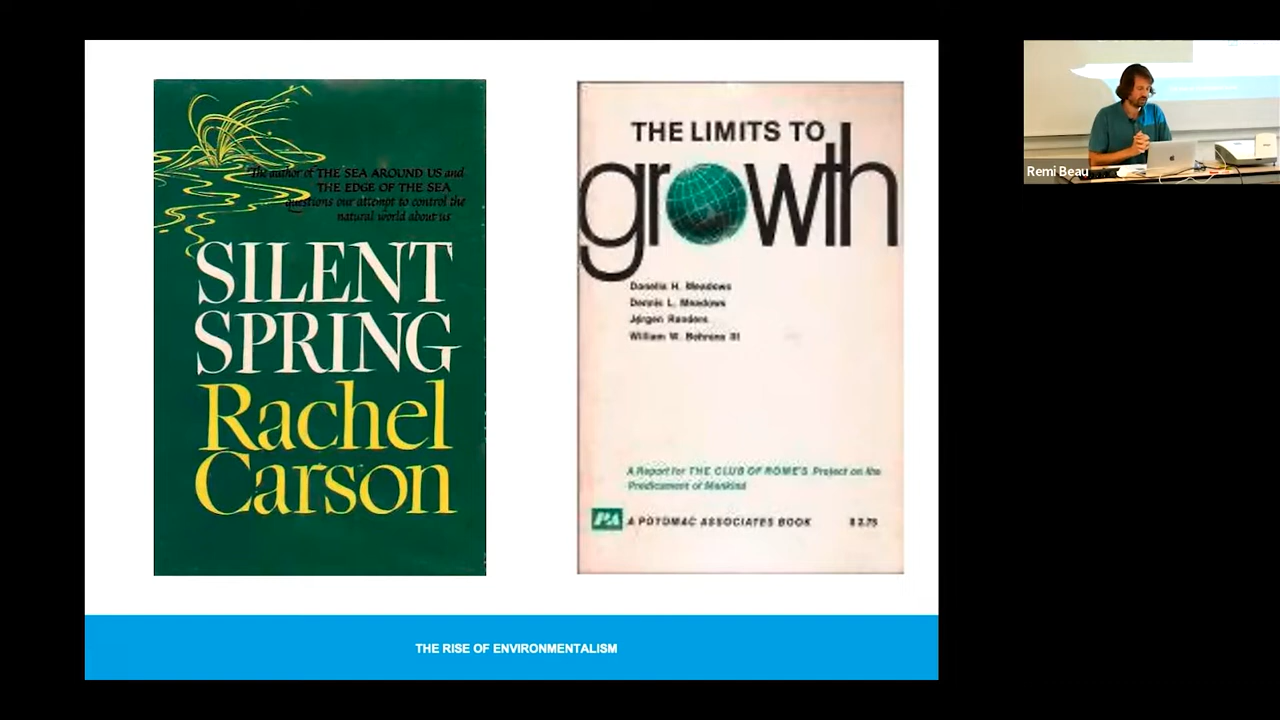 The author of THE SEA AROUND US and
THE EDGE OF THE SEA
questions our attempt to control the
natural world about us
SILENT
SPRING
Rachel
Carson
THE LIMITS TO
growth
Donella H. Meadows
Dennis L. Meadows
Jørgen Randers
William W. Behrens III
A Report for THE CLUB OF ROME'S Project on the
Predicament of Mankind
PA A POTOMAC ASSOCIATES BOOK $2.75
THE RISE OF ENVIRONMENTALISM
Remi Beau